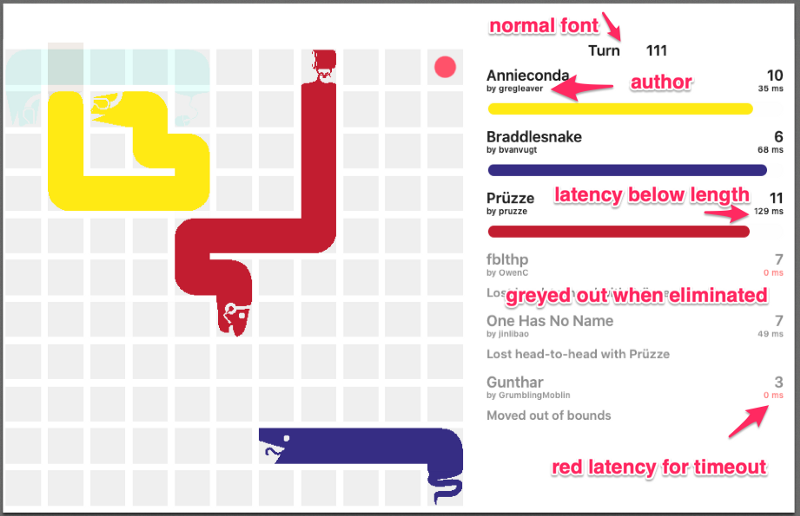 normal font
Turn 111
Annieconda 10
by gregleaver 35 ms
author
Braddlesnake 6
by bvanvugt 68 ms
Prüzze 11
latency below length
by pruzze 129 ms
fblthp 7
by OwenC 0 ms
greyed out when eliminated
One Has No Name 7
by jinlibao 49 ms
Lost head-to-head with Prüzze
Gunthar 3
by GrumblingMoblin 0 ms
Moved out of bounds
red latency for timeout